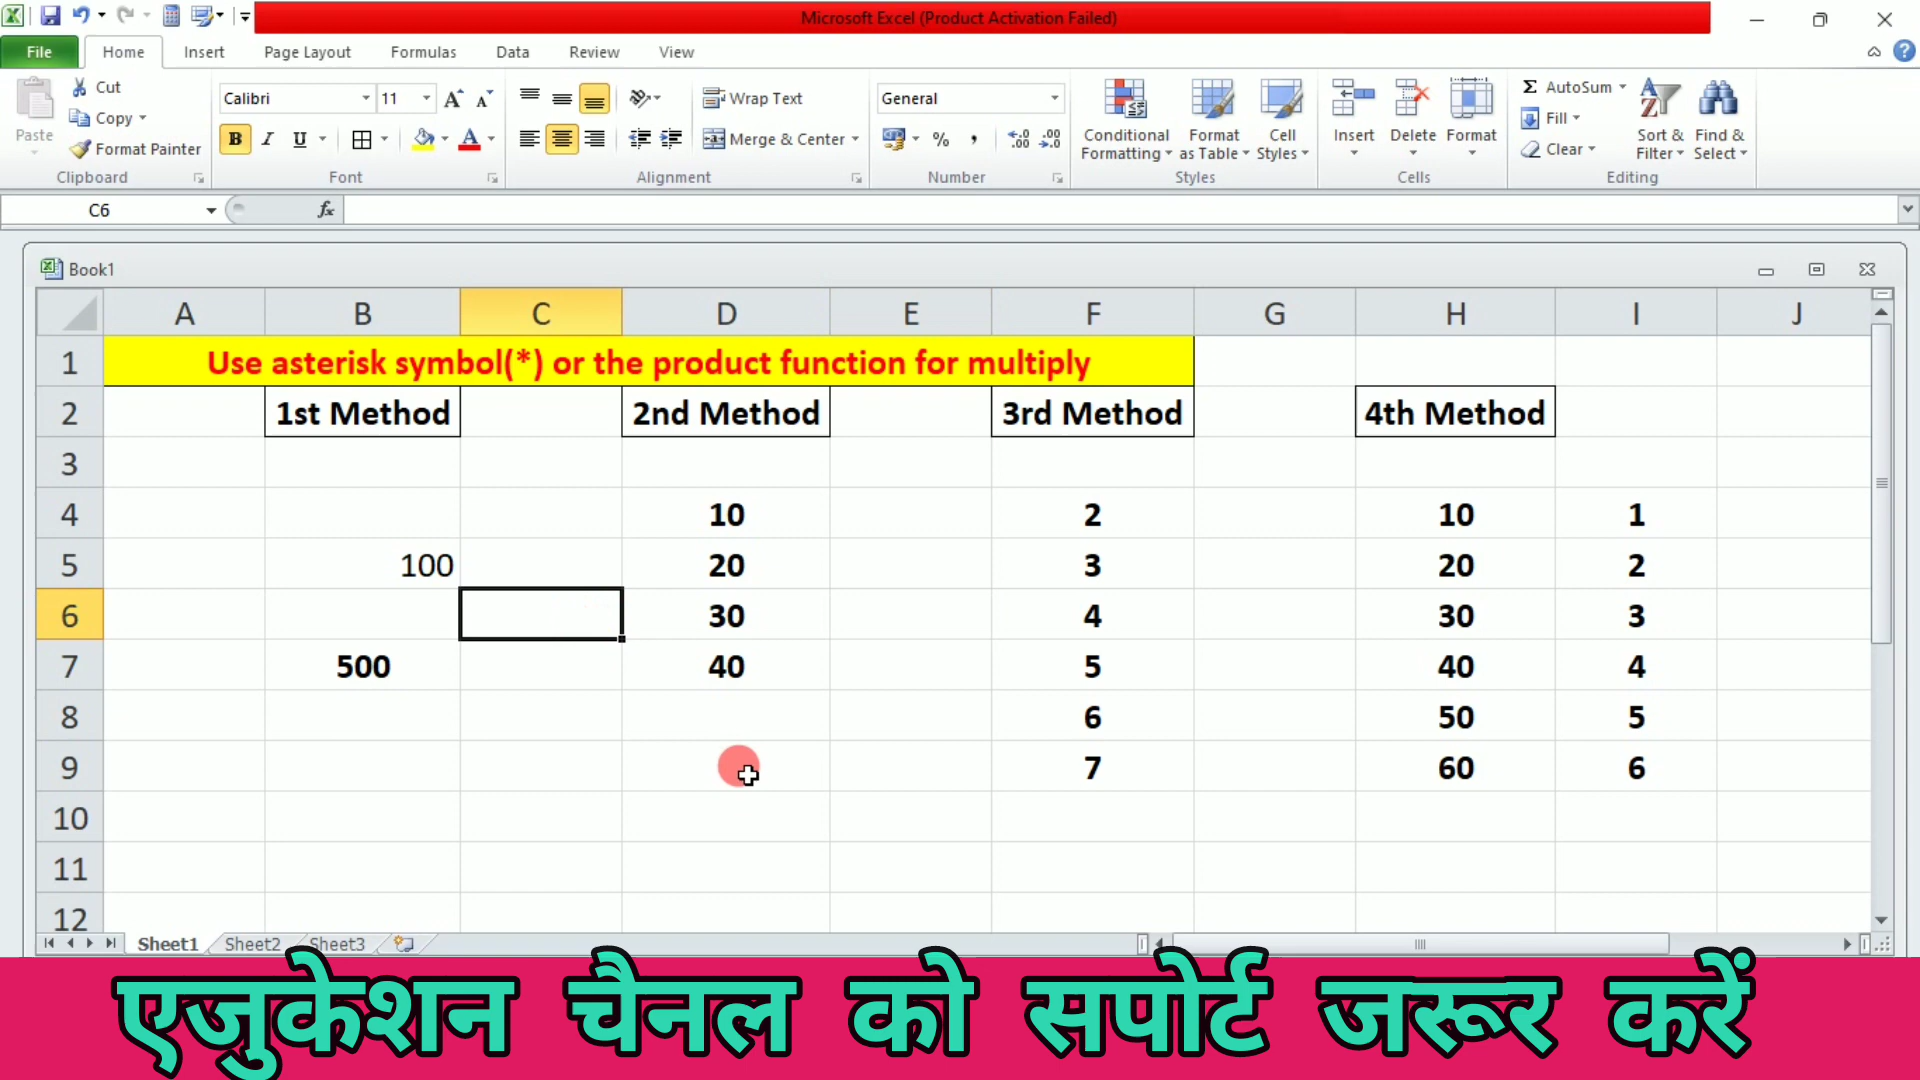 Microsoft Excel (Product Activation Failed)
File Home Insert Page Layout Formulas Data Review View
Paste Cut Copy Format Painter Clipboard
Calibri 11 B I U Font
Wrap Text Merge & Center Alignment
General % , Number
Conditional Formatting Format as Table Cell Styles Styles
Insert Delete Format Cells
Σ AutoSum Fill Clear Sort & Filter Find & Select Editing
C6 fx
Book1
A B C D E F G H I J
1 Use asterisk symbol(*) or the product function for multiply
2 1st Method 2nd Method 3rd Method 4th Method
3
4 10 2 10 1
5 100 20 3 20 2
6 30 4 30 3
7 500 40 5 40 4
8 6 50 5
9 7 60 6
10
11
12
Sheet1 Sheet2 Sheet3
एजुकेशन चैनल को सपोर्ट जरूर करें